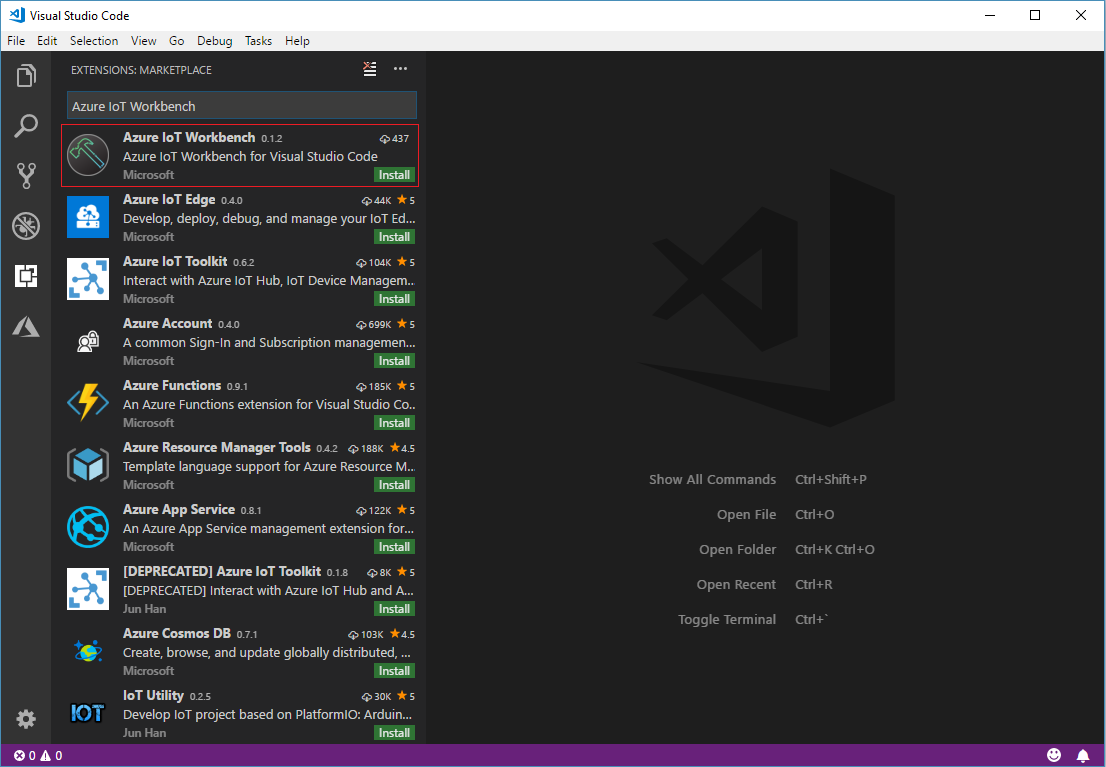 Visual Studio Code
File Edit Selection View Go Debug Tasks Help
EXTENSIONS: MARKETPLACE
Azure IoT Workbench
Azure IoT Workbench 0.1.2 437
Azure IoT Workbench for Visual Studio Code
Microsoft Install
Azure IoT Edge 0.4.0 44K 5
Develop, deploy, debug, and manage your IoT Ed...
Microsoft Install
Azure IoT Toolkit 0.6.2 104K 5
Interact with Azure IoT Hub, IoT Device Managem...
Microsoft Install
Azure Account 0.4.0 699K 5
A common Sign-In and Subscription managemen...
Microsoft Install
Azure Functions 0.9.1 185K 5
An Azure Functions extension for Visual Studio Co...
Microsoft Install
Azure Resource Manager Tools 0.4.2 188K 4.5
Template language support for Azure Resource M...
Microsoft Install
Azure App Service 0.8.1 122K 5
An Azure App Service management extension for...
Microsoft Install
[DEPRECATED] Azure IoT Toolkit 0.1.8 8K 5
[DEPRECATED] Interact with Azure IoT Hub and A...
Jun Han Install
Azure Cosmos DB 0.7.1 103K 4.5
Create, browse, and update globally distributed, ...
Microsoft Install
IOT
IoT Utility 0.2.5 30K 5
Develop IoT project based on PlatformIO: Arduin...
Jun Han Install
Show All Commands Ctrl+Shift+P
Open File Ctrl+O
Open Folder Ctrl+K Ctrl+O
Open Recent Ctrl+R
Toggle Terminal Ctrl+`
0 0